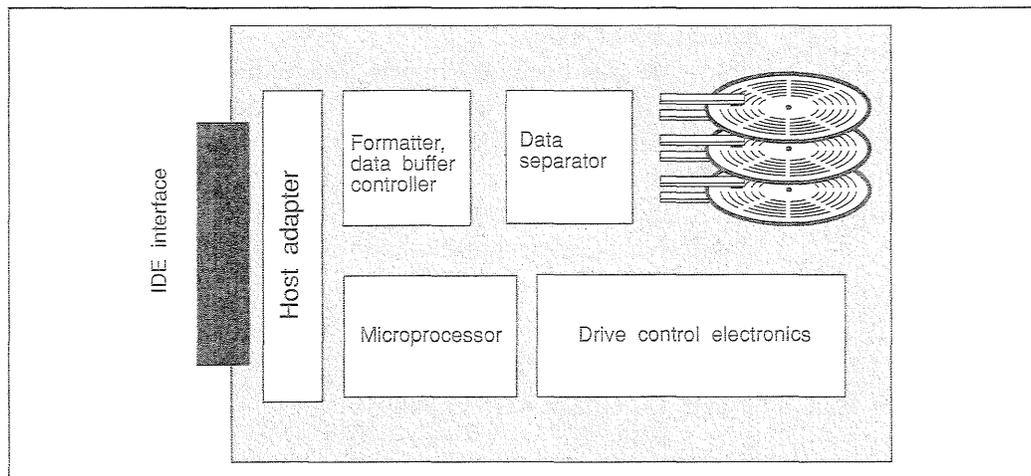 IDE interface
Host adapter
Formatter,
data buffer
controller
Data
separator
Microprocessor
Drive control electronics